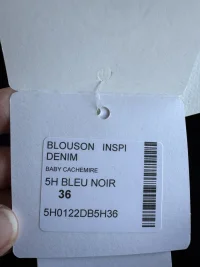 BLOUSON INSPI
DENIM
BABY CACHEMIRE
5H BLEU NOIR
36
5H0122DB5H36